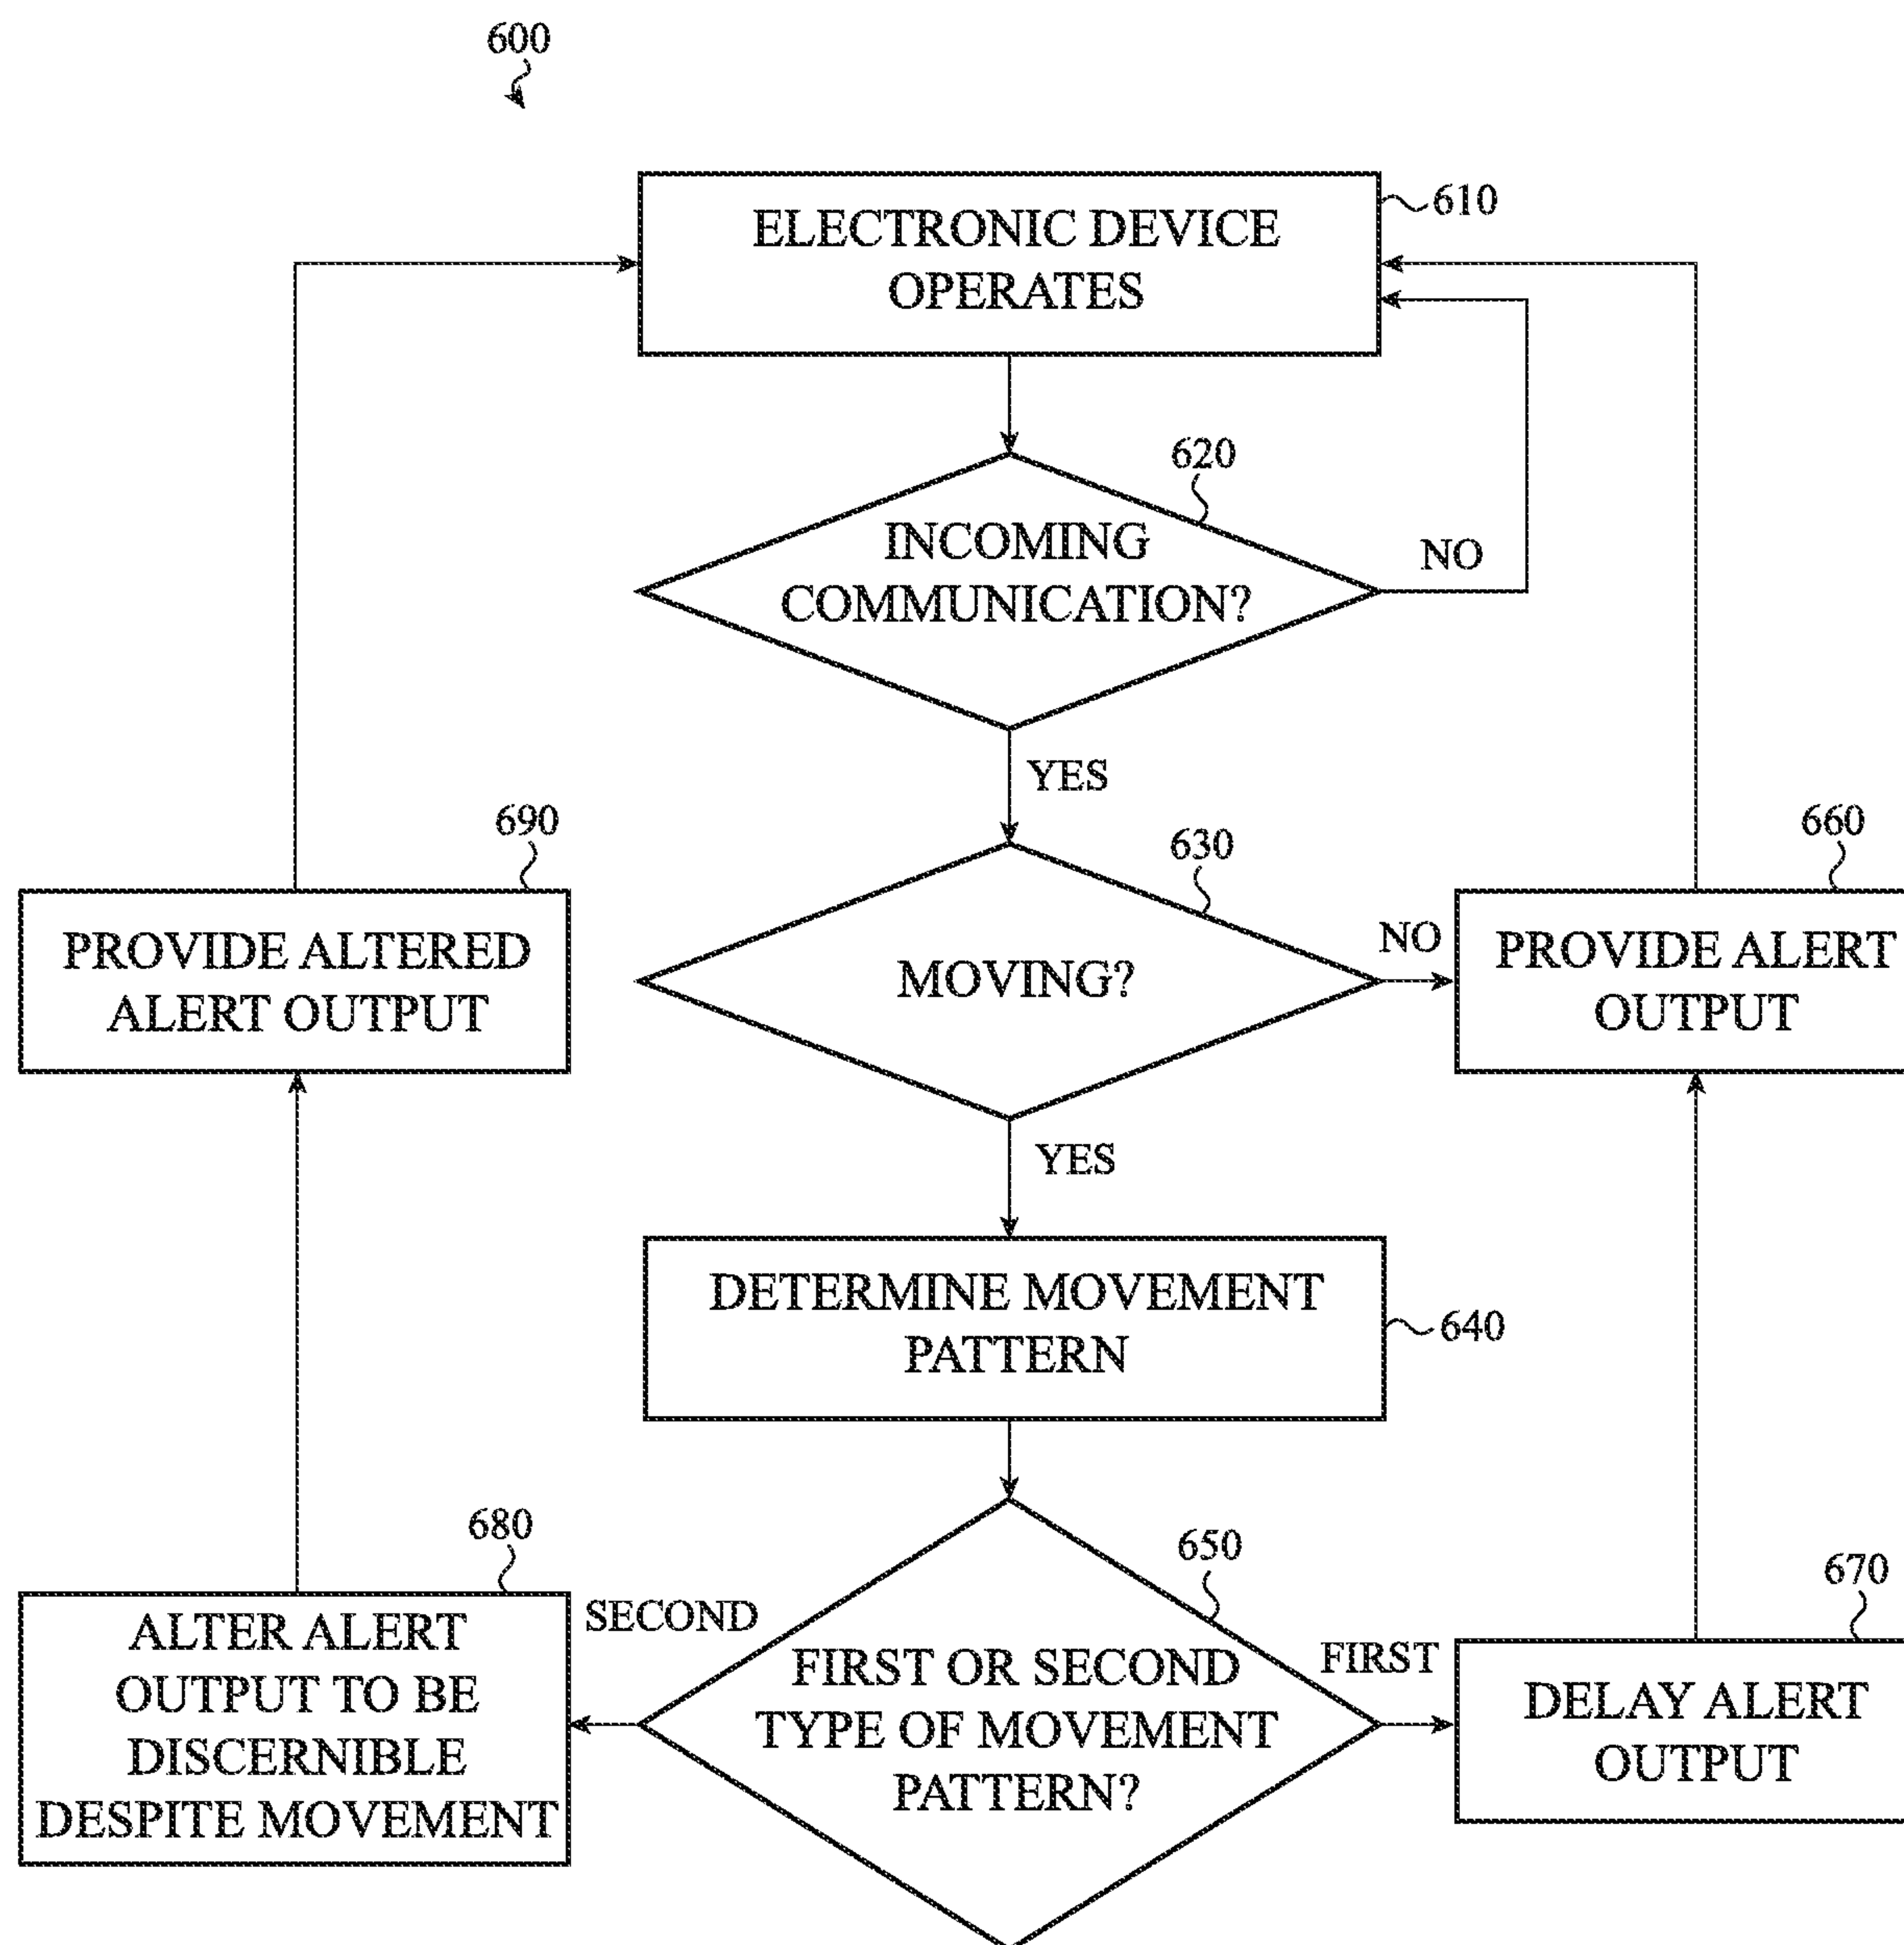 600
ELECTRONIC DEVICE
OPERATES
610
INCOMING
COMMUNICATION?
620
NO
YES
690
PROVIDE ALTERED
ALERT OUTPUT
MOVING?
630
NO
660
PROVIDE ALERT
OUTPUT
YES
DETERMINE MOVEMENT
PATTERN
640
680
ALTER ALERT
OUTPUT TO BE
DISCERNIBLE
DESPITE MOVEMENT
SECOND
650
FIRST OR SECOND
TYPE OF MOVEMENT
PATTERN?
FIRST
670
DELAY ALERT
OUTPUT